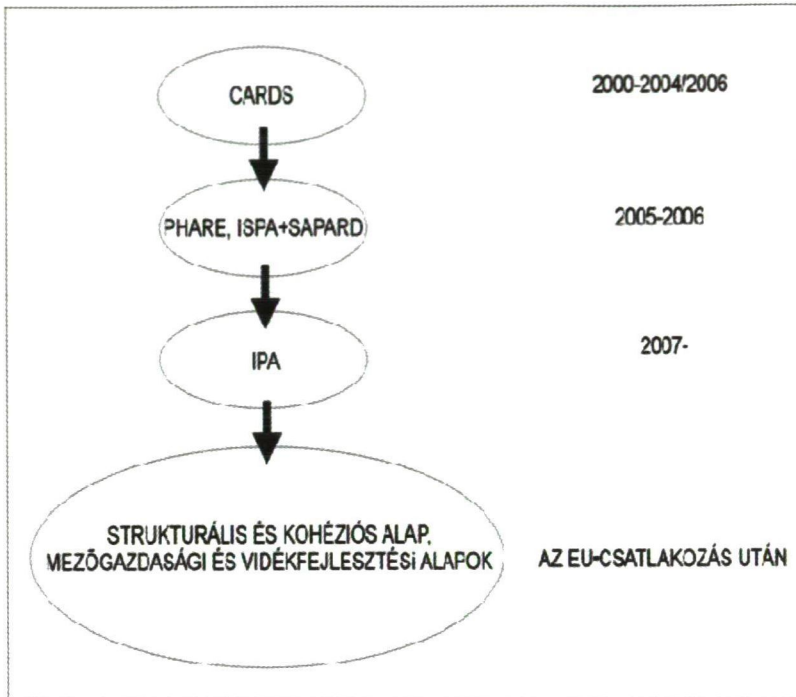 CARDS
2000-2004/2006
PHARE, ISPA+SAPARD
2005-2006
IPA
2007-
STRUKTURÁLIS ÉS KOHÉZIÓS ALAP,
MEZŐGAZDASÁGI ÉS VIDÉKFEJLESZTÉSi ALAPOK
AZ EU-CSATLAKOZÁS UTÁN